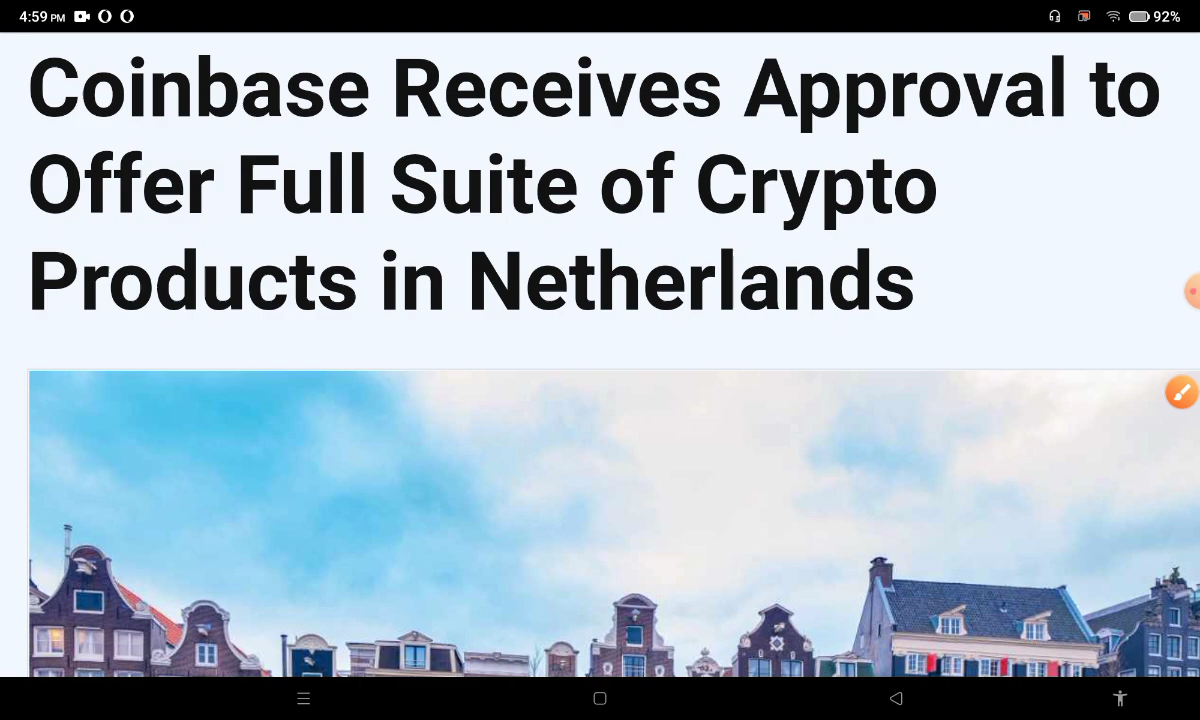 4:59 PM 92%
Coinbase Receives Approval to
Offer Full Suite of Crypto
Products in Netherlands